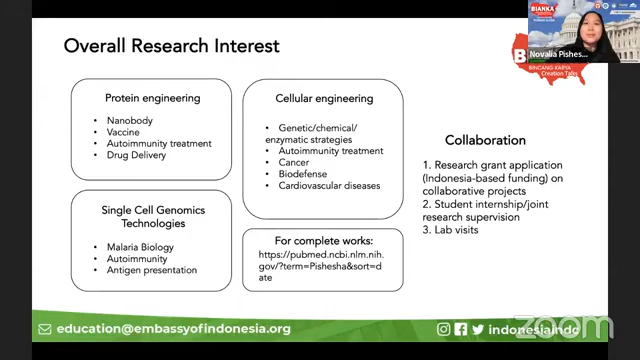 Overall Research Interest
Protein engineering
• Nanobody
• Vaccine
• Autoimmunity treatment
• Drug Delivery
Single Cell Genomics
Technologies
• Malaria Biology
• Autoimmunity
• Antigen presentation
Cellular engineering
• Genetic/chemical/
enzymatic strategies
• Autoimmunity treatment
• Cancer
• Biodefense
• Cardiovascular diseases
For complete works:
https://pubmed.ncbi.nlm.nih.
gov/?term=Pishesha&sort=d
ate
Collaboration
1. Research grant application
(Indonesia-based funding) on
collaborative projects
2. Student internship/joint
research supervision
3. Lab visits
BIANKA
Novalia Pishes...
B
BINCANG KARYA
Creation Talks
education@embassyofindonesia.org
indonesiaindc
zoom